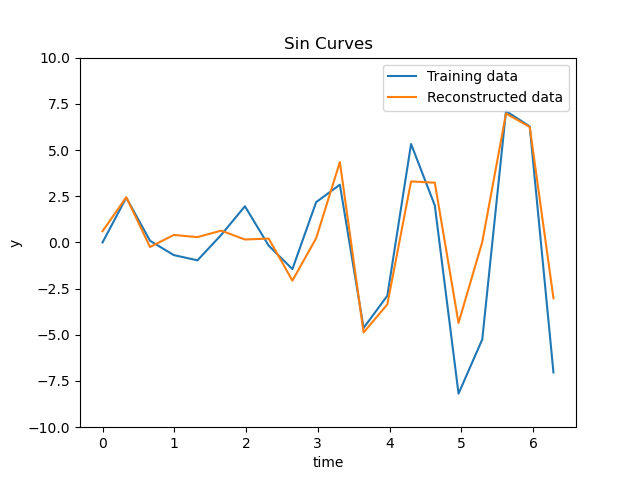 Sin Curves
Training data
Reconstructed data
10.0
7.5
5.0
2.5
0.0
−2.5
−5.0
−7.5
−10.0
y
0 1 2 3 4 5 6
time